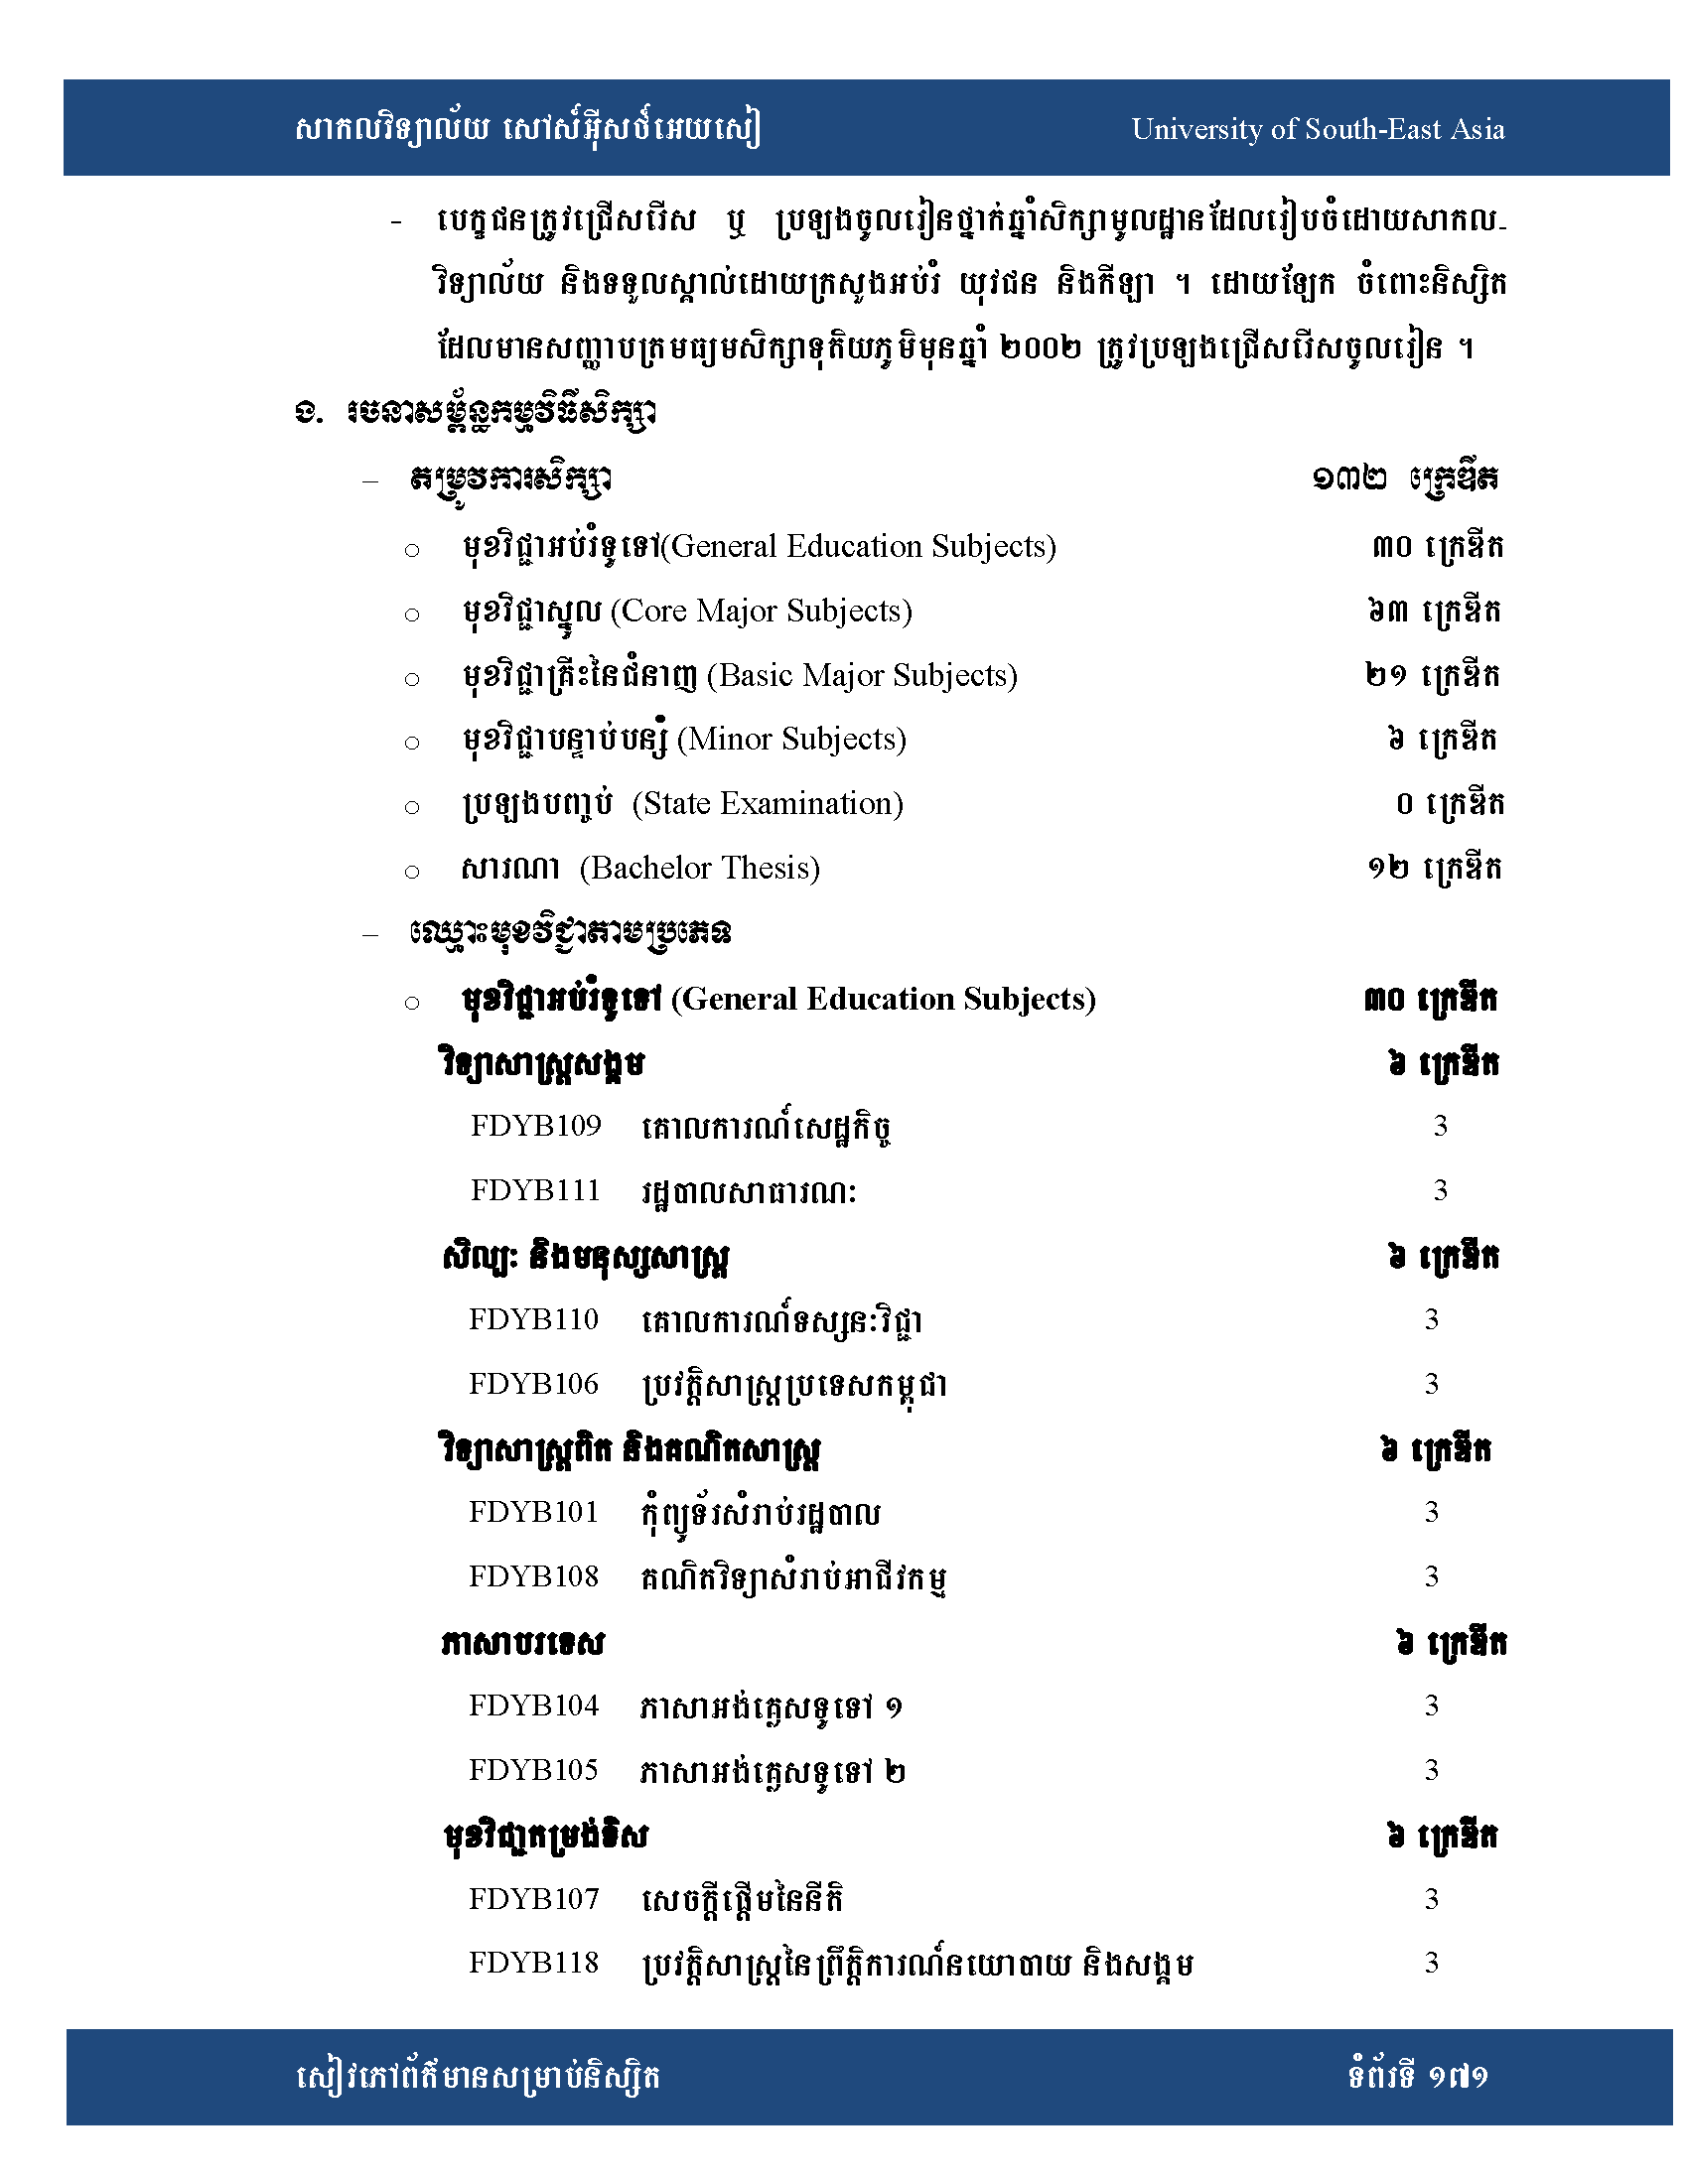 សាកលវិទ្យាល័យ សៅស៍អ៊ីសថ៍អេយសៀ University of South-East Asia
- បេក្ខជនត្រូវជ្រើសរើស ឬ ប្រឡងចូលរៀនថ្នាក់ឆ្នាំសិក្សាមូលដ្ឋានដែលរៀបចំដោយសាកល-
វិទ្យាល័យ និងទទួលស្គាល់ដោយក្រសួងអប់រំ យុវជន និងកីឡា ។ ដោយឡែក ចំពោះនិស្សិត
ដែលមានសញ្ញាបត្រមធ្យមសិក្សាទុតិយភូមិមុនឆ្នាំ ២០០២ ត្រូវប្រឡងជ្រើសរើសចូលរៀន ។
ង. រចនាសម្ព័ន្ធកម្មវិធីសិក្សា
– តម្រូវការសិក្សា ១៣២ ក្រេឌីត
o មុខវិជ្ជាអប់រំទូទៅ(General Education Subjects) ៣០ ក្រេឌីត
o មុខវិជ្ជាស្នូល (Core Major Subjects) ៦៣ ក្រេឌីត
o មុខវិជ្ជាគ្រឹះនៃជំនាញ (Basic Major Subjects) ២១ ក្រេឌីត
o មុខវិជ្ជាបន្ទាប់បន្សំ (Minor Subjects) ៦ ក្រេឌីត
o ប្រឡងបញ្ចប់ (State Examination) ០ ក្រេឌីត
o សារណា (Bachelor Thesis) ១២ ក្រេឌីត
– ឈ្មោះមុខវិជ្ជាតាមប្រភេទ
o មុខវិជ្ជាអប់រំទូទៅ (General Education Subjects) ៣០ ក្រេឌីត
វិទ្យាសាស្ត្រសង្គម ៦ ក្រេឌីត
FDYB109 គោលការណ៍សេដ្ឋកិច្ច 3
FDYB111 រដ្ឋបាលសាធារណៈ 3
សិល្បៈ និងមនុស្សសាស្ត្រ ៦ ក្រេឌីត
FDYB110 គោលការណ៍ទស្សនៈវិជ្ជា 3
FDYB106 ប្រវត្តិសាស្ត្រប្រទេសកម្ពុជា 3
វិទ្យាសាស្ត្រពិត និងគណិតសាស្ត្រ ៦ ក្រេឌីត
FDYB101 កុំព្យូទ័រសំរាប់រដ្ឋបាល 3
FDYB108 គណិតវិទ្យាសំរាប់អាជីវកម្ម 3
ភាសាបរទេស ៦ ក្រេឌីត
FDYB104 ភាសាអង់គ្លេសទូទៅ ១ 3
FDYB105 ភាសាអង់គ្លេសទូទៅ ២ 3
មុខវិជ្ជាតម្រង់ទិស ៦ ក្រេឌីត
FDYB107 សេចក្តីផ្តើមនៃនីតិ 3
FDYB118 ប្រវត្តិសាស្ត្រនៃព្រឹត្តិការណ៍នយោបាយ និងសង្គម 3
សៀវភៅព័ត៌មានសម្រាប់និស្សិត ទំព័រទី ១៧១